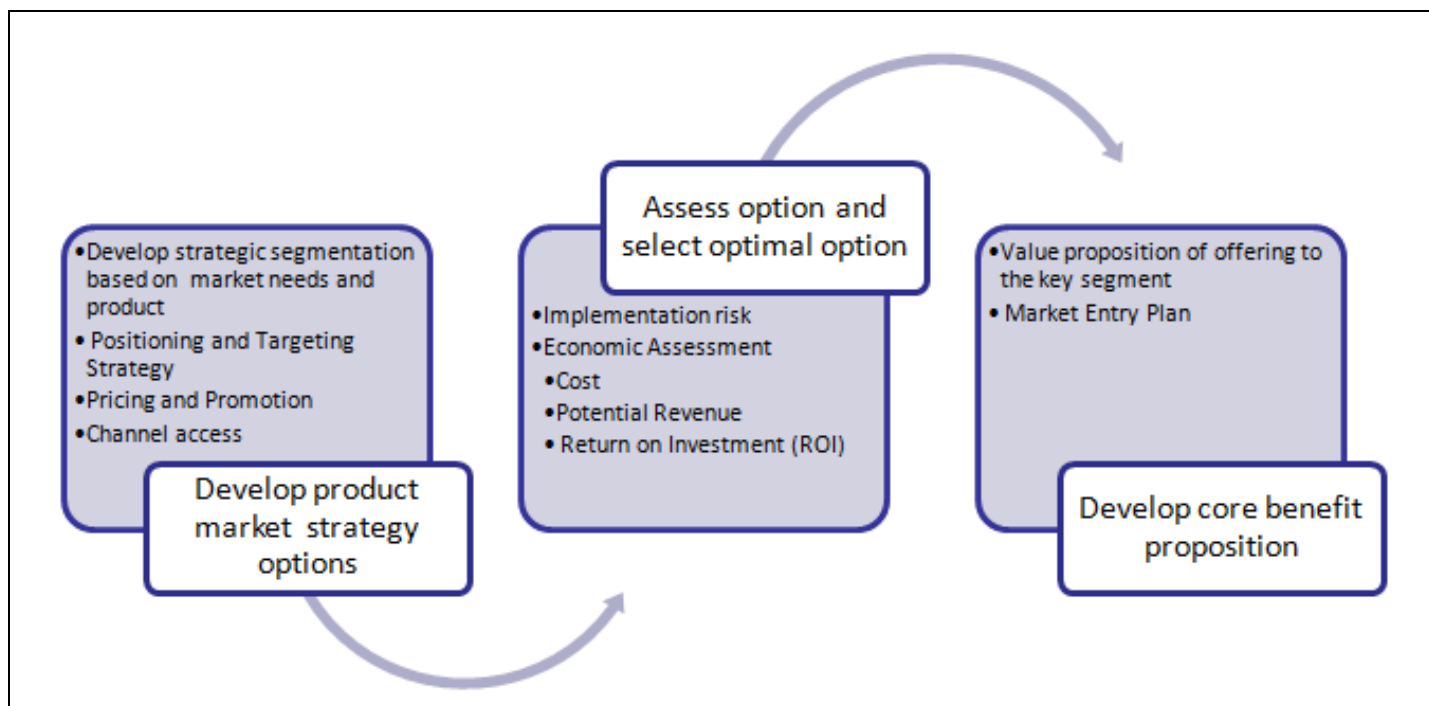 •Develop strategic segmentation
based on market needs and
product
• Positioning and Targeting
Strategy
•Pricing and Promotion
•Channel access
Develop product
market strategy
options
Assess option and
select optimal option
•Implementation risk
•Economic Assessment
•Cost
•Potential Revenue
• Return on Investment (ROI)
•Value proposition of offering to
the key segment
• Market Entry Plan
Develop core benefit
proposition